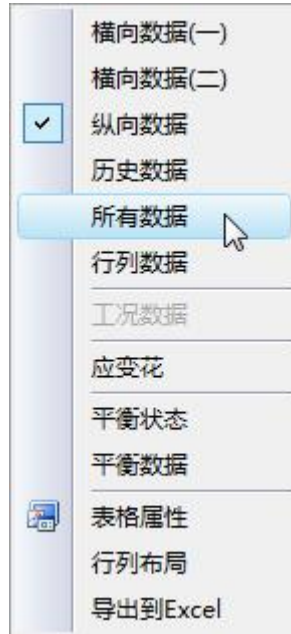 横向数据(一)
横向数据(二)
纵向数据
历史数据
所有数据
行列数据
工况数据
应变花
平衡状态
平衡数据
表格属性
行列布局
导出到Excel